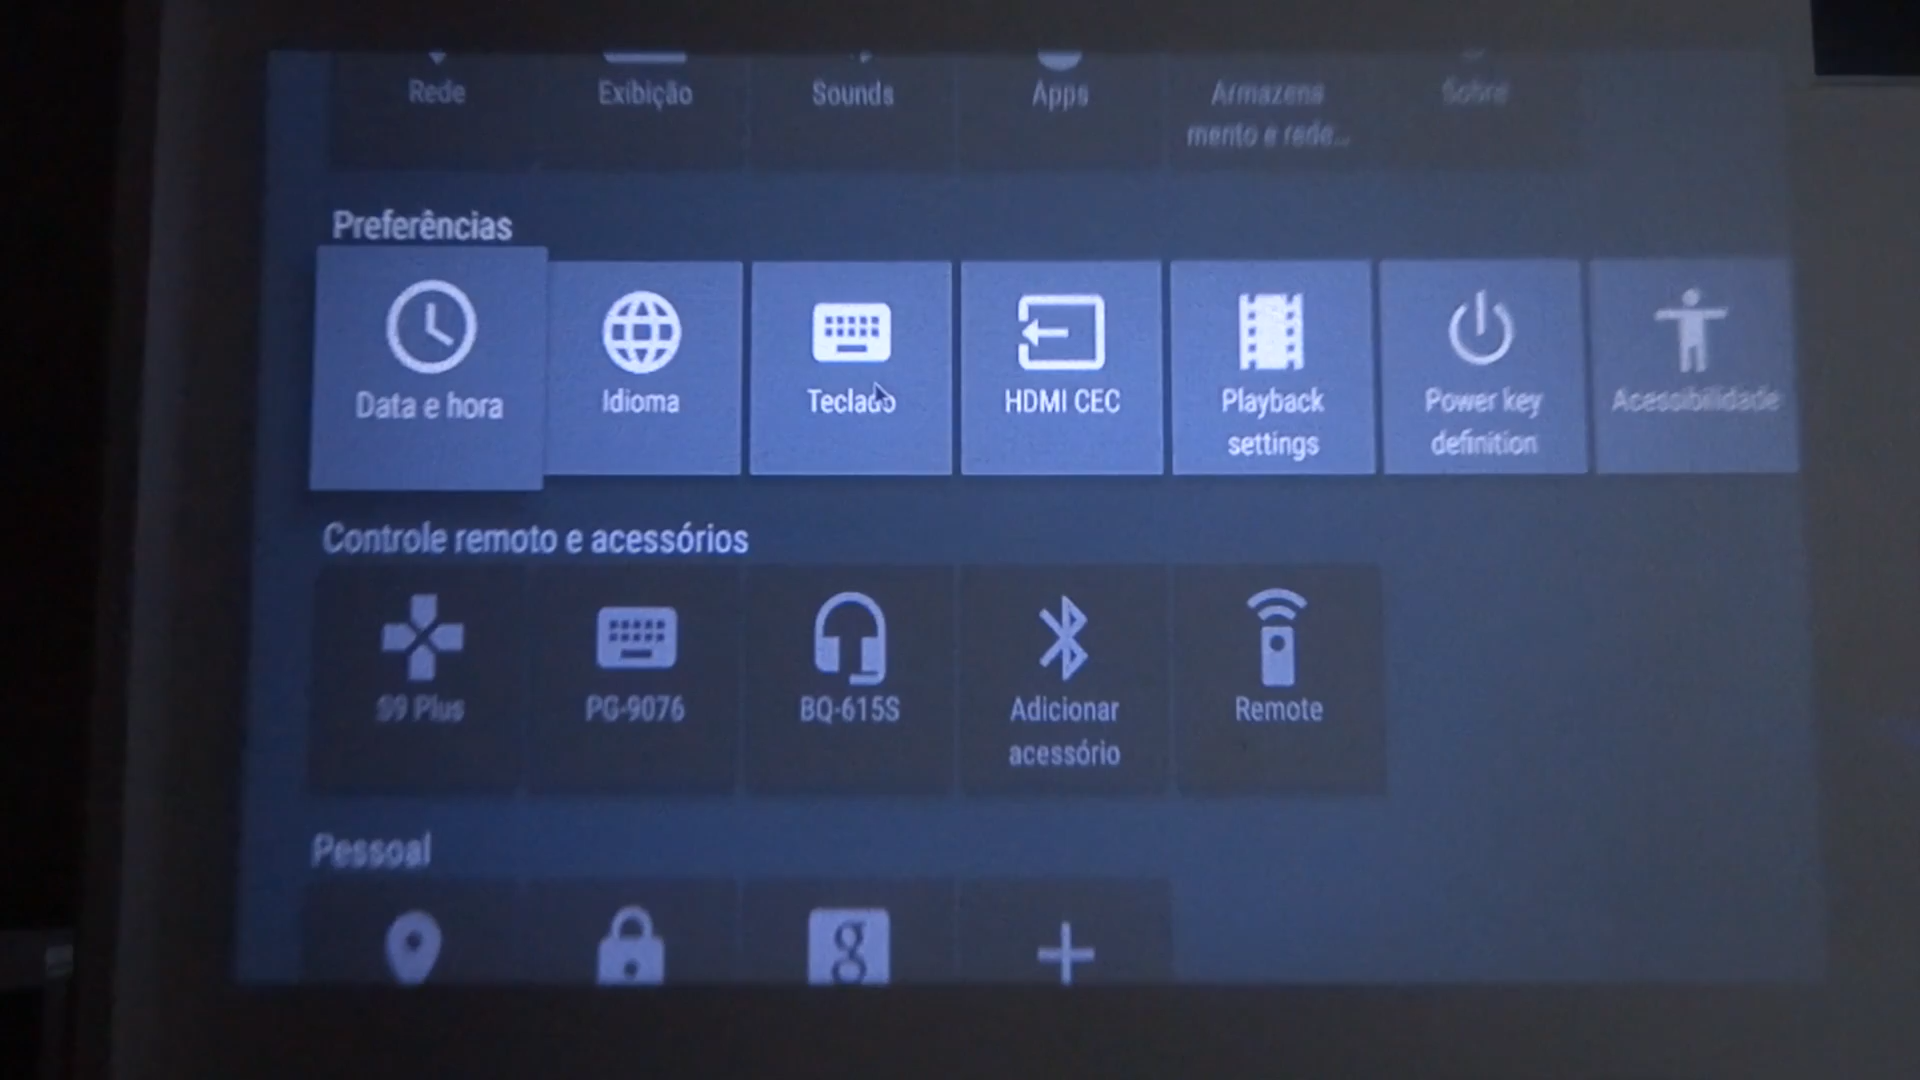 Rede
Exibição
Sounds
Apps
Armazena
mento e rede...
Sobre
Preferências
Data e hora
Idioma
Teclado
HDMI CEC
Playback
settings
Power key
definition
Acessibilidade
Controle remoto e acessórios
S9 Plus
PG-9076
BQ-615S
Adicionar
acessório
Remote
Pessoal
g